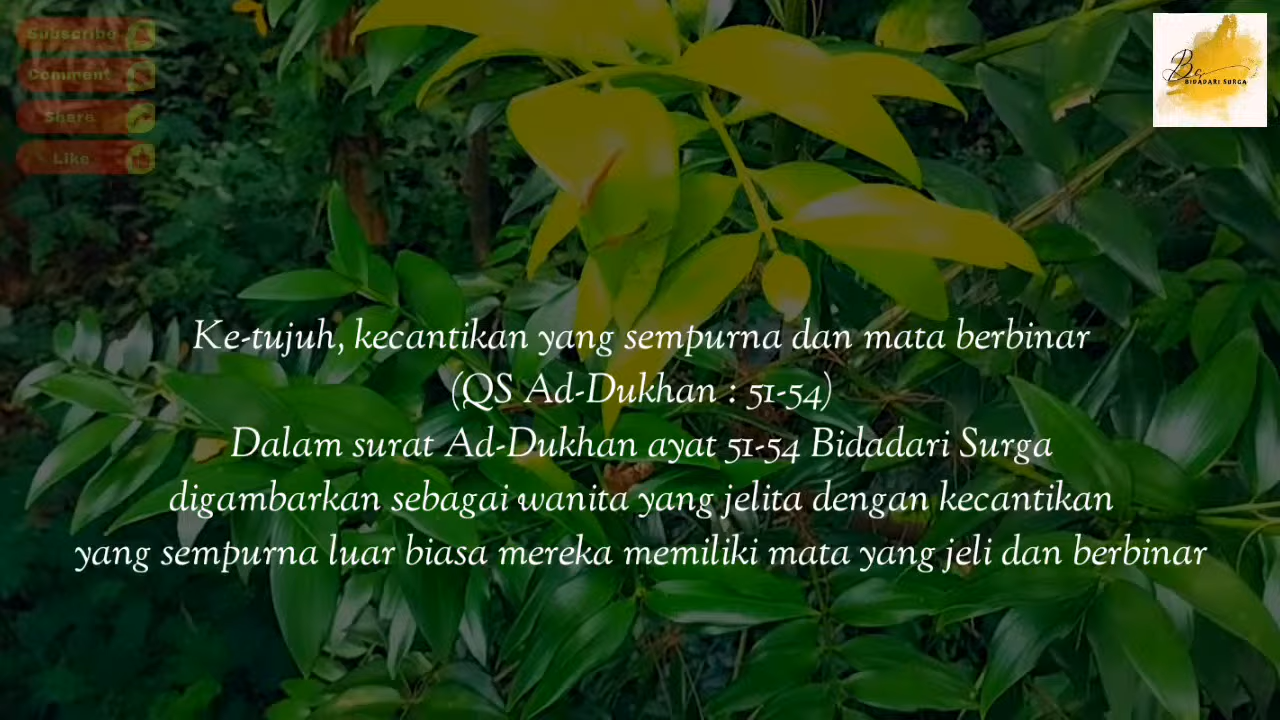 Subscribe
Comment
Share
Like
BIDADARI SURGA
Ke-tujuh, kecantikan yang sempurna dan mata berbinar
(QS Ad-Dukhan : 51-54)
Dalam surat Ad-Dukhan ayat 51-54 Bidadari Surga
digambarkan sebagai wanita yang jelita dengan kecantikan
yang sempurna luar biasa mereka memiliki mata yang jeli dan berbinar